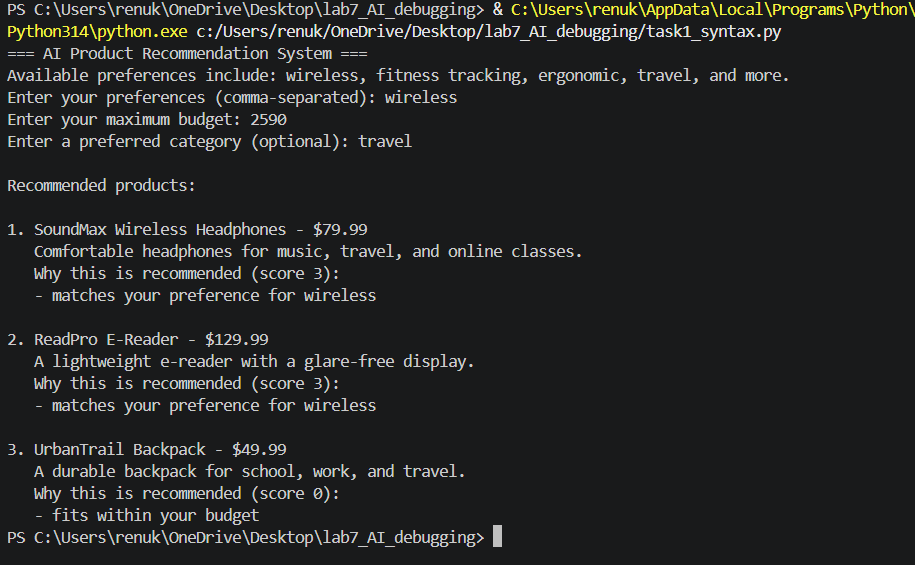 PS C:\Users\renuk\OneDrive\Desktop\lab7_AI_debugging> & C:\Users\renuk\AppData\Local\Programs\Python\
Python314\python.exe c:/Users/renuk/OneDrive/Desktop/lab7_AI_debugging/task1_syntax.py
=== AI Product Recommendation System ===
Available preferences include: wireless, fitness tracking, ergonomic, travel, and more.
Enter your preferences (comma-separated): wireless
Enter your maximum budget: 2590
Enter a preferred category (optional): travel

Recommended products:

1. SoundMax Wireless Headphones - $79.99
   Comfortable headphones for music, travel, and online classes.
   Why this is recommended (score 3):
   - matches your preference for wireless

2. ReadPro E-Reader - $129.99
   A lightweight e-reader with a glare-free display.
   Why this is recommended (score 3):
   - matches your preference for wireless

3. UrbanTrail Backpack - $49.99
   A durable backpack for school, work, and travel.
   Why this is recommended (score 0):
   - fits within your budget
PS C:\Users\renuk\OneDrive\Desktop\lab7_AI_debugging>